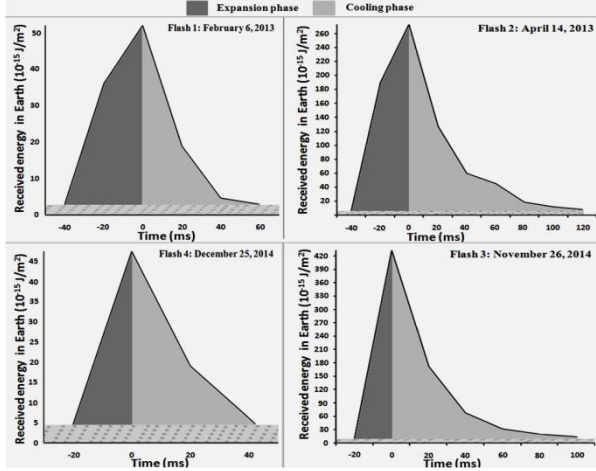 Expansion phase Cooling phase
Flash 1: February 6, 2013
Received energy in Earth (10⁻¹⁵ J/m²)
50
40
30
20
10
0
-40 -20 0 20 40 60
Time (ms)
Flash 2: April 14, 2013
Received energy in Earth (10⁻¹⁵ J/m²)
260
240
220
200
180
160
140
120
100
80
60
40
20
-40 -20 0 20 40 60 80 100 120
Time (ms)
Flash 4: December 25, 2014
Received energy in Earth (10⁻¹⁵ J/m²)
45
40
35
30
25
20
15
10
5
0
-20 0 20 40
Time (ms)
Flash 3: November 26, 2014
Received energy in Earth (10⁻¹⁵ J/m²)
420
390
360
330
300
270
240
210
180
150
120
90
60
30
0
-20 0 20 40 60 80 100
Time (ms)